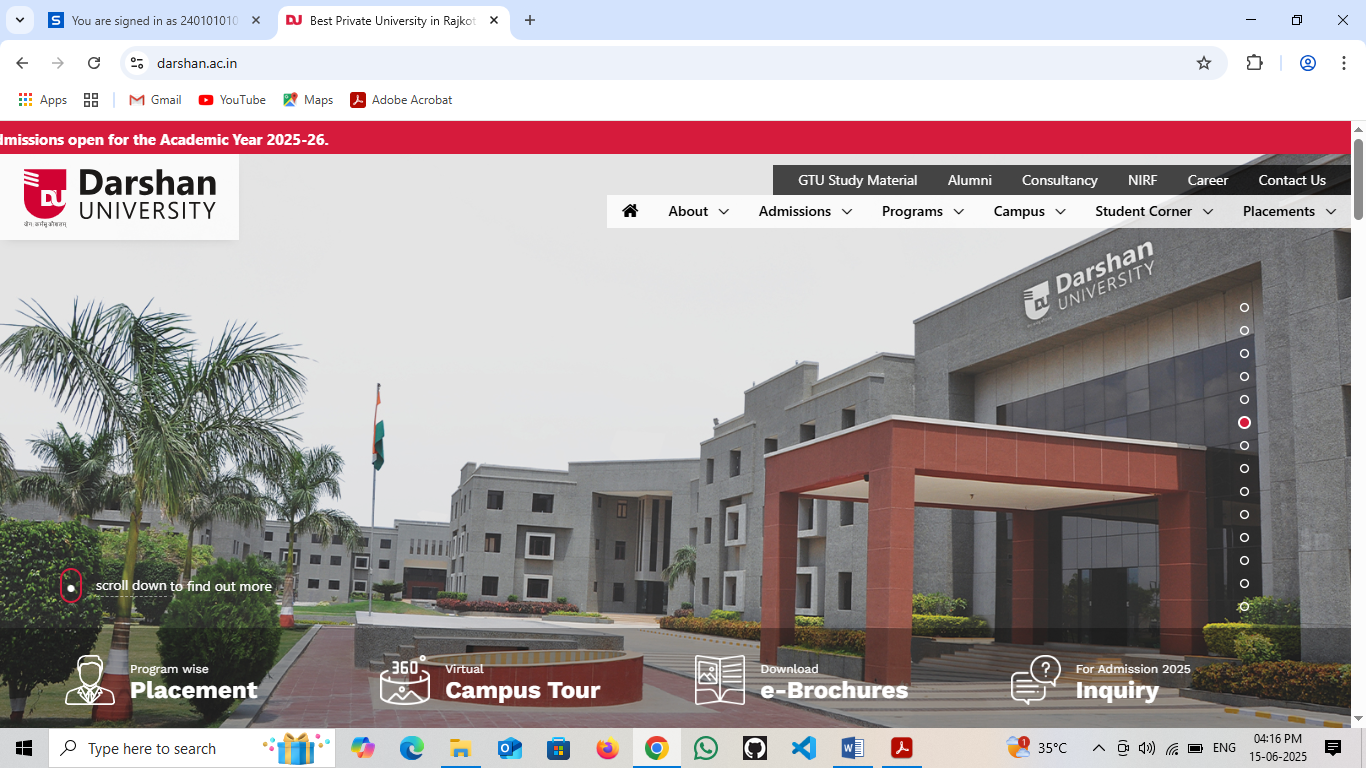 You are signed in as 240101010
Best Private University in Rajkot
darshan.ac.in
Apps
Gmail
YouTube
Maps
Adobe Acrobat
lmissions open for the Academic Year 2025-26.
DU
Darshan
UNIVERSITY
GTU Study Material Alumni Consultancy NIRF Career Contact Us
About Admissions Programs Campus Student Corner Placements
DU Darshan
UNIVERSITY
scroll down to find out more
Program wise
Placement
360°
Virtual
Campus Tour
Download
e-Brochures
For Admission 2025
Inquiry
Type here to search
1
35°C
ENG
04:16 PM
15-06-2025